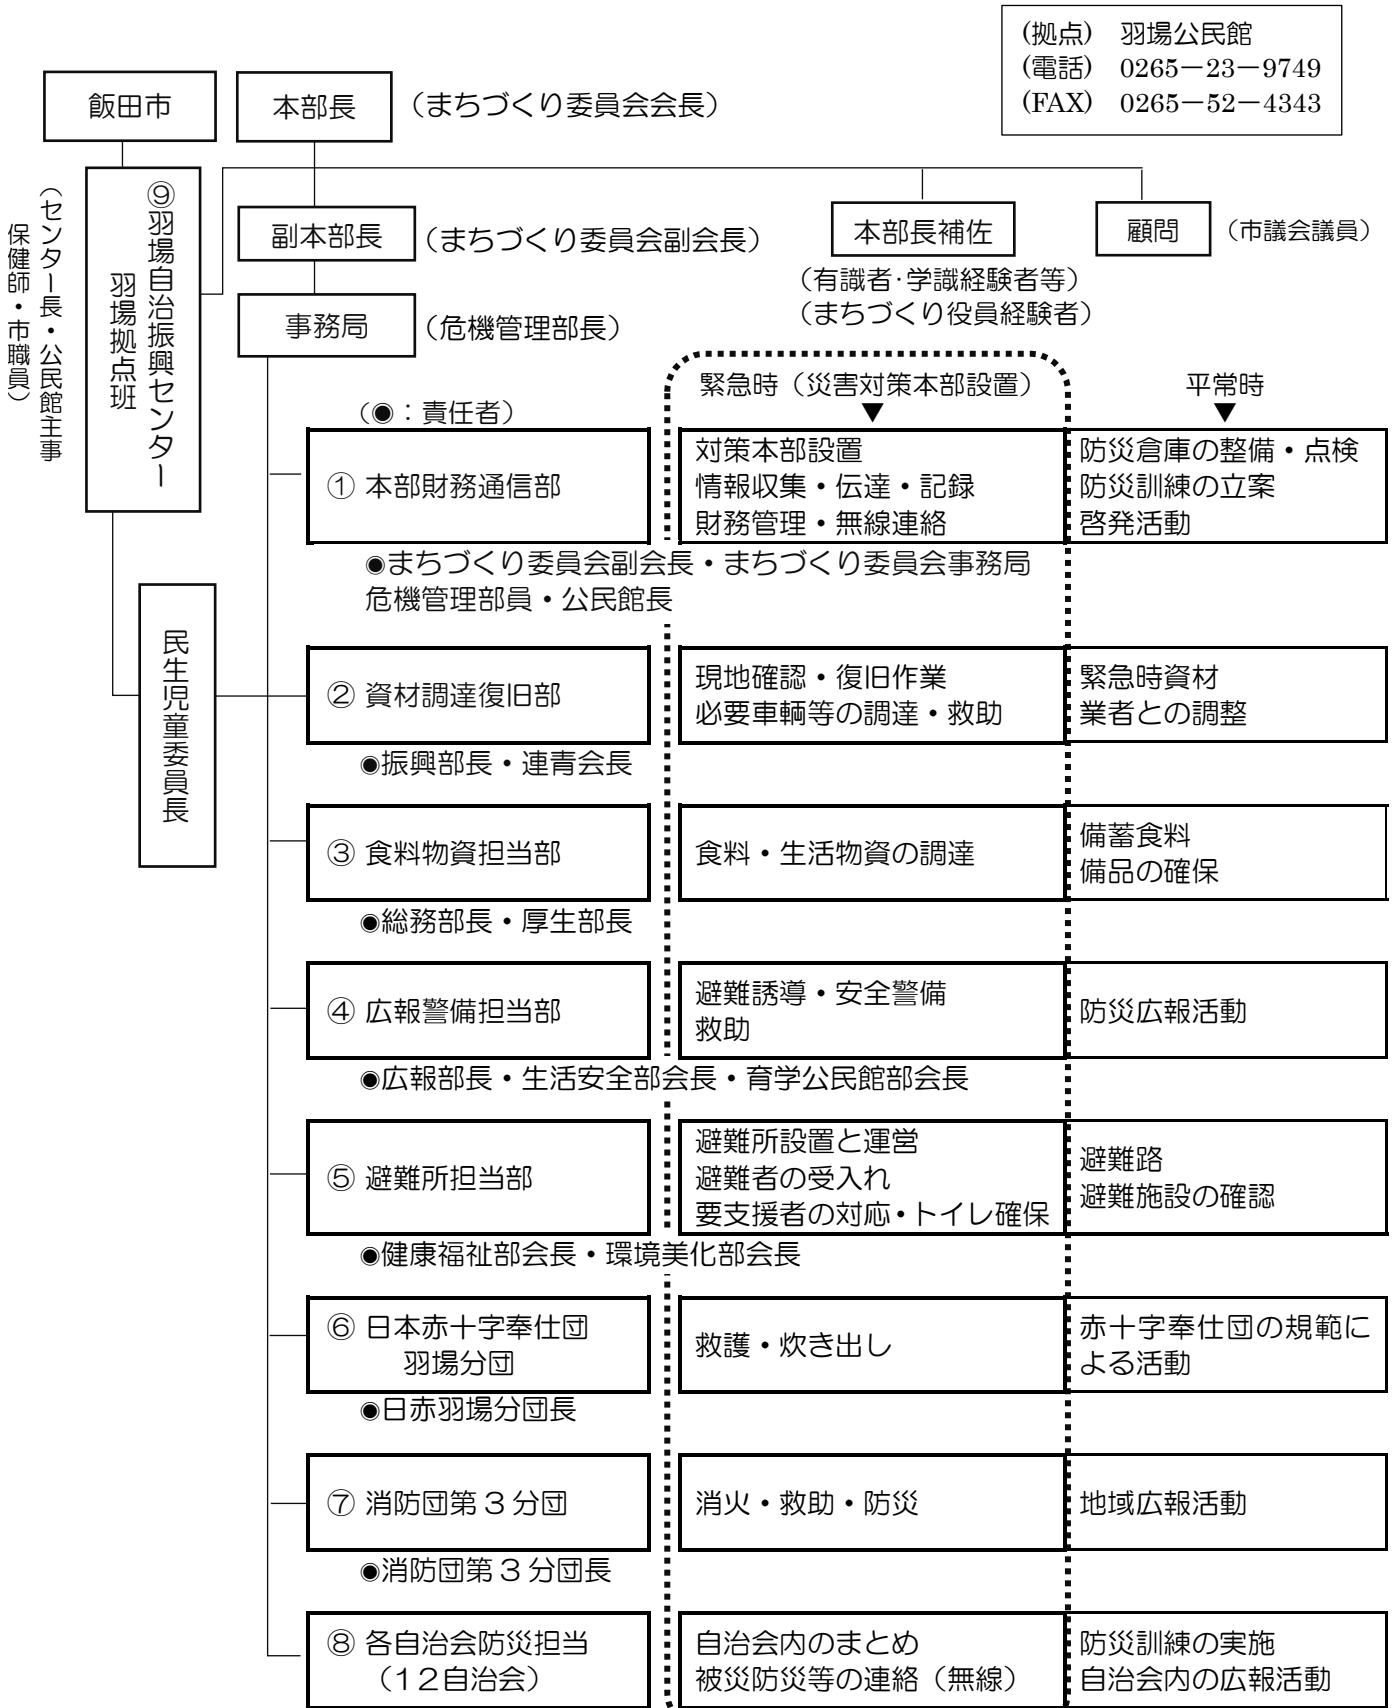 (拠点) 羽場公民館
(電話) 0265－23－9749
(FAX) 0265－52－4343
飯田市
本部長
（まちづくり委員会会長）
⑨羽場自治振興センター
羽場拠点班
（センター長・公民館主事
保健師・市職員）
副本部長
（まちづくり委員会副会長）
本部長補佐
（有識者・学識経験者等）
（まちづくり役員経験者）
顧問
（市議会議員）
事務局
（危機管理部長）
民生児童委員長
（◉：責任者）
緊急時（災害対策本部設置）
▼
平常時
▼
① 本部財務通信部
対策本部設置
情報収集・伝達・記録
財務管理・無線連絡
防災倉庫の整備・点検
防災訓練の立案
啓発活動
◉まちづくり委員会副会長・まちづくり委員会事務局
危機管理部員・公民館長
② 資材調達復旧部
現地確認・復旧作業
必要車輌等の調達・救助
緊急時資材
業者との調整
◉振興部長・連青会長
③ 食料物資担当部
食料・生活物資の調達
備蓄食料
備品の確保
◉総務部長・厚生部長
④ 広報警備担当部
避難誘導・安全警備
救助
防災広報活動
◉広報部長・生活安全部会長・育学公民館部会長
⑤ 避難所担当部
避難所設置と運営
避難者の受入れ
要支援者の対応・トイレ確保
避難路
避難施設の確認
◉健康福祉部会長・環境美化部会長
⑥ 日本赤十字奉仕団
羽場分団
救護・炊き出し
赤十字奉仕団の規範に
よる活動
◉日赤羽場分団長
⑦ 消防団第３分団
消火・救助・防災
地域広報活動
◉消防団第３分団長
⑧ 各自治会防災担当
（１２自治会）
自治会内のまとめ
被災防災等の連絡（無線）
防災訓練の実施
自治会内の広報活動